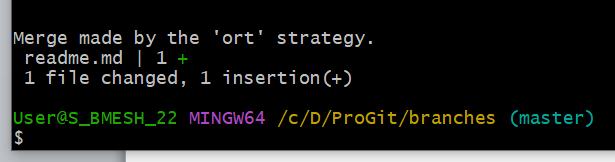 Merge made by the 'ort' strategy.
readme.md | 1 +
1 file changed, 1 insertion(+)
User@S_BMESH_22 MINGW64 /c/D/ProGit/branches (master)
$